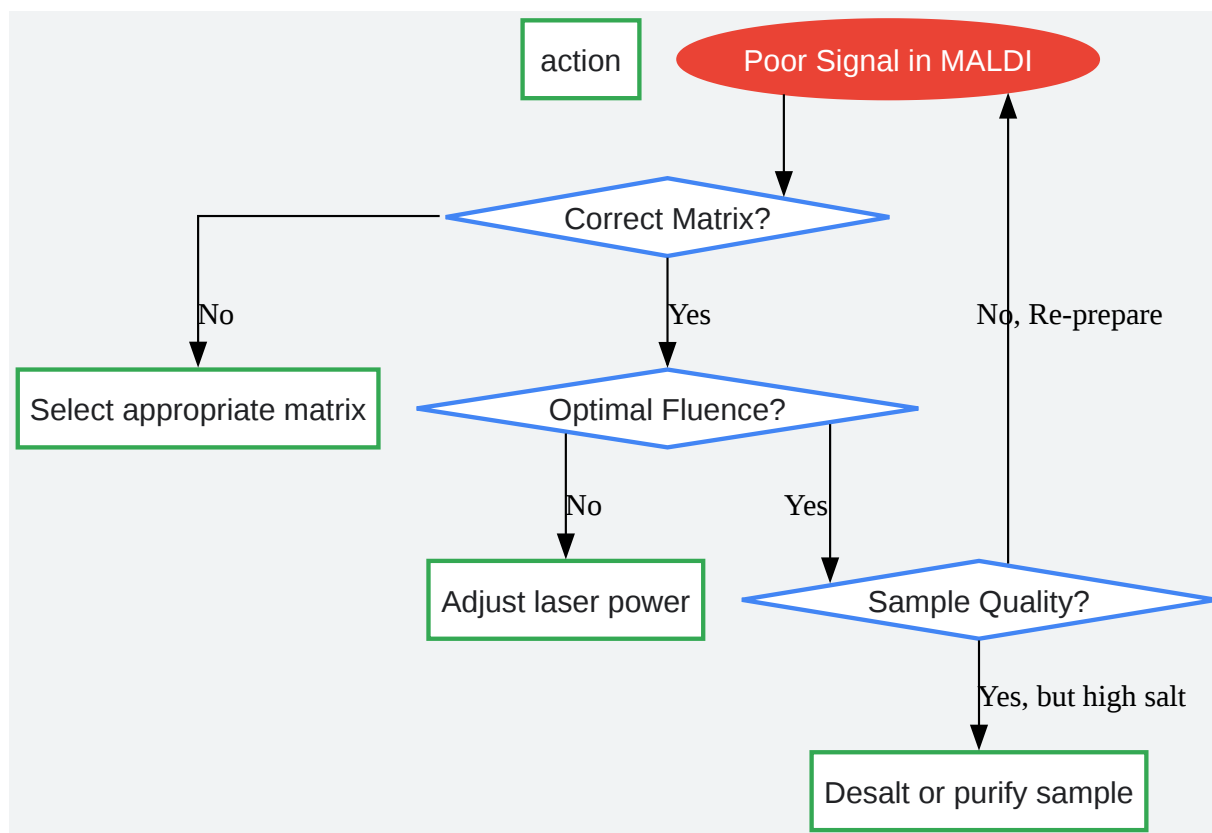 action
Poor Signal in MALDI
Correct Matrix?
No
Yes
No, Re-prepare
Select appropriate matrix
Optimal Fluence?
No
Yes
Adjust laser power
Sample Quality?
Yes, but high salt
Desalt or purify sample